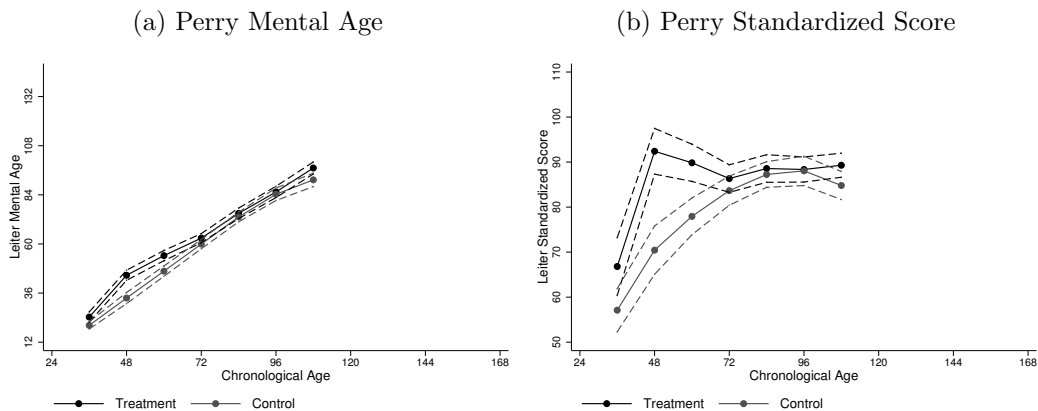 (a) Perry Mental Age
Leiter Mental Age
132
108
84
60
36
12
24 48 72 96 120 144 168
Chronological Age
Treatment Control
(b) Perry Standardized Score
Leiter Standardized Score
110
100
90
80
70
60
50
24 48 72 96 120 144 168
Chronological Age
Treatment Control